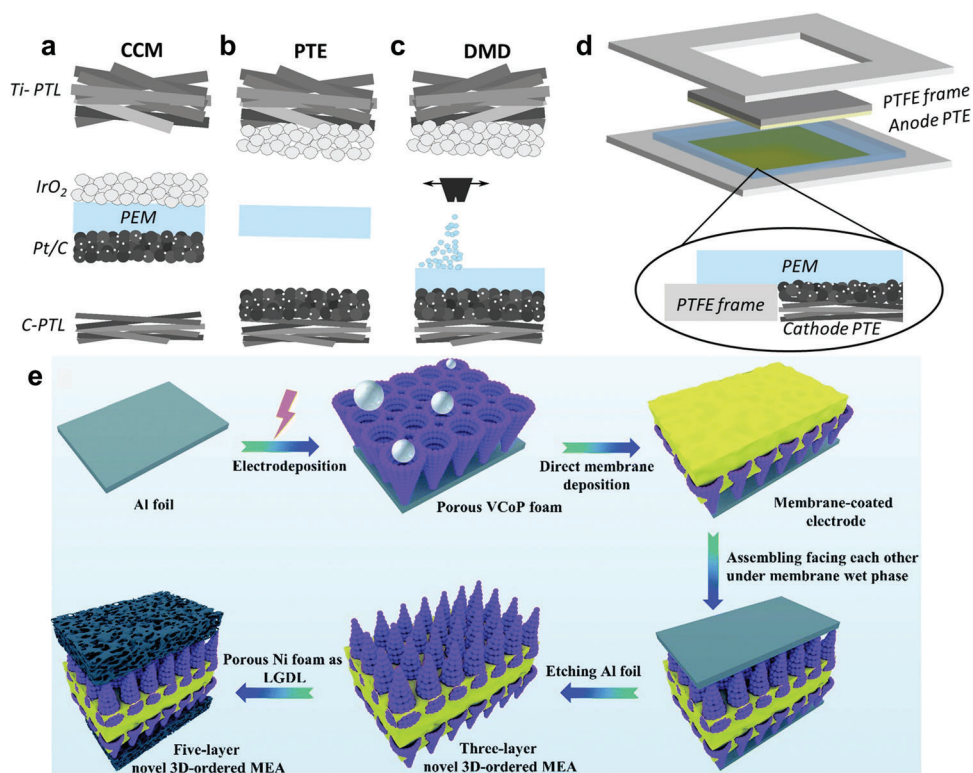 a
CCM
b
PTE
c
DMD
d
Ti- PTL
IrO2
PEM
Pt/C
C-PTL
PTFE frame
Anode PTE
PEM
PTFE frame
Cathode PTE
e
Al foil
Electrodeposition
Porous VCoP foam
Direct membrane
deposition
Membrane-coated
electrode
Assembling facing each other
under membrane wet phase
Etching Al foil
Three-layer
novel 3D-ordered MEA
Porous Ni foam as
LGDL
Five-layer
novel 3D-ordered MEA